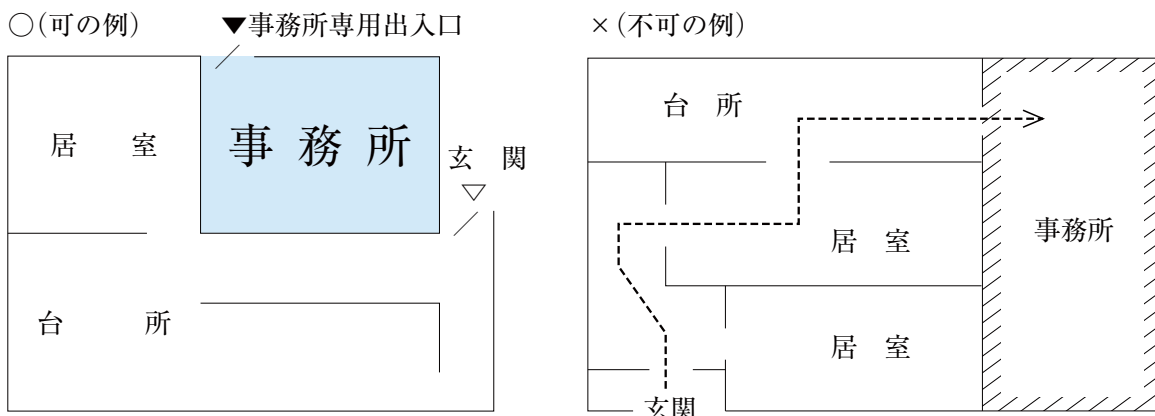 ○(可の例)
▼事務所専用出入口
居　室
事 務 所
玄　関
▽
台　　所
×(不可の例)
台　所
居　室
事務所
居　室
玄関